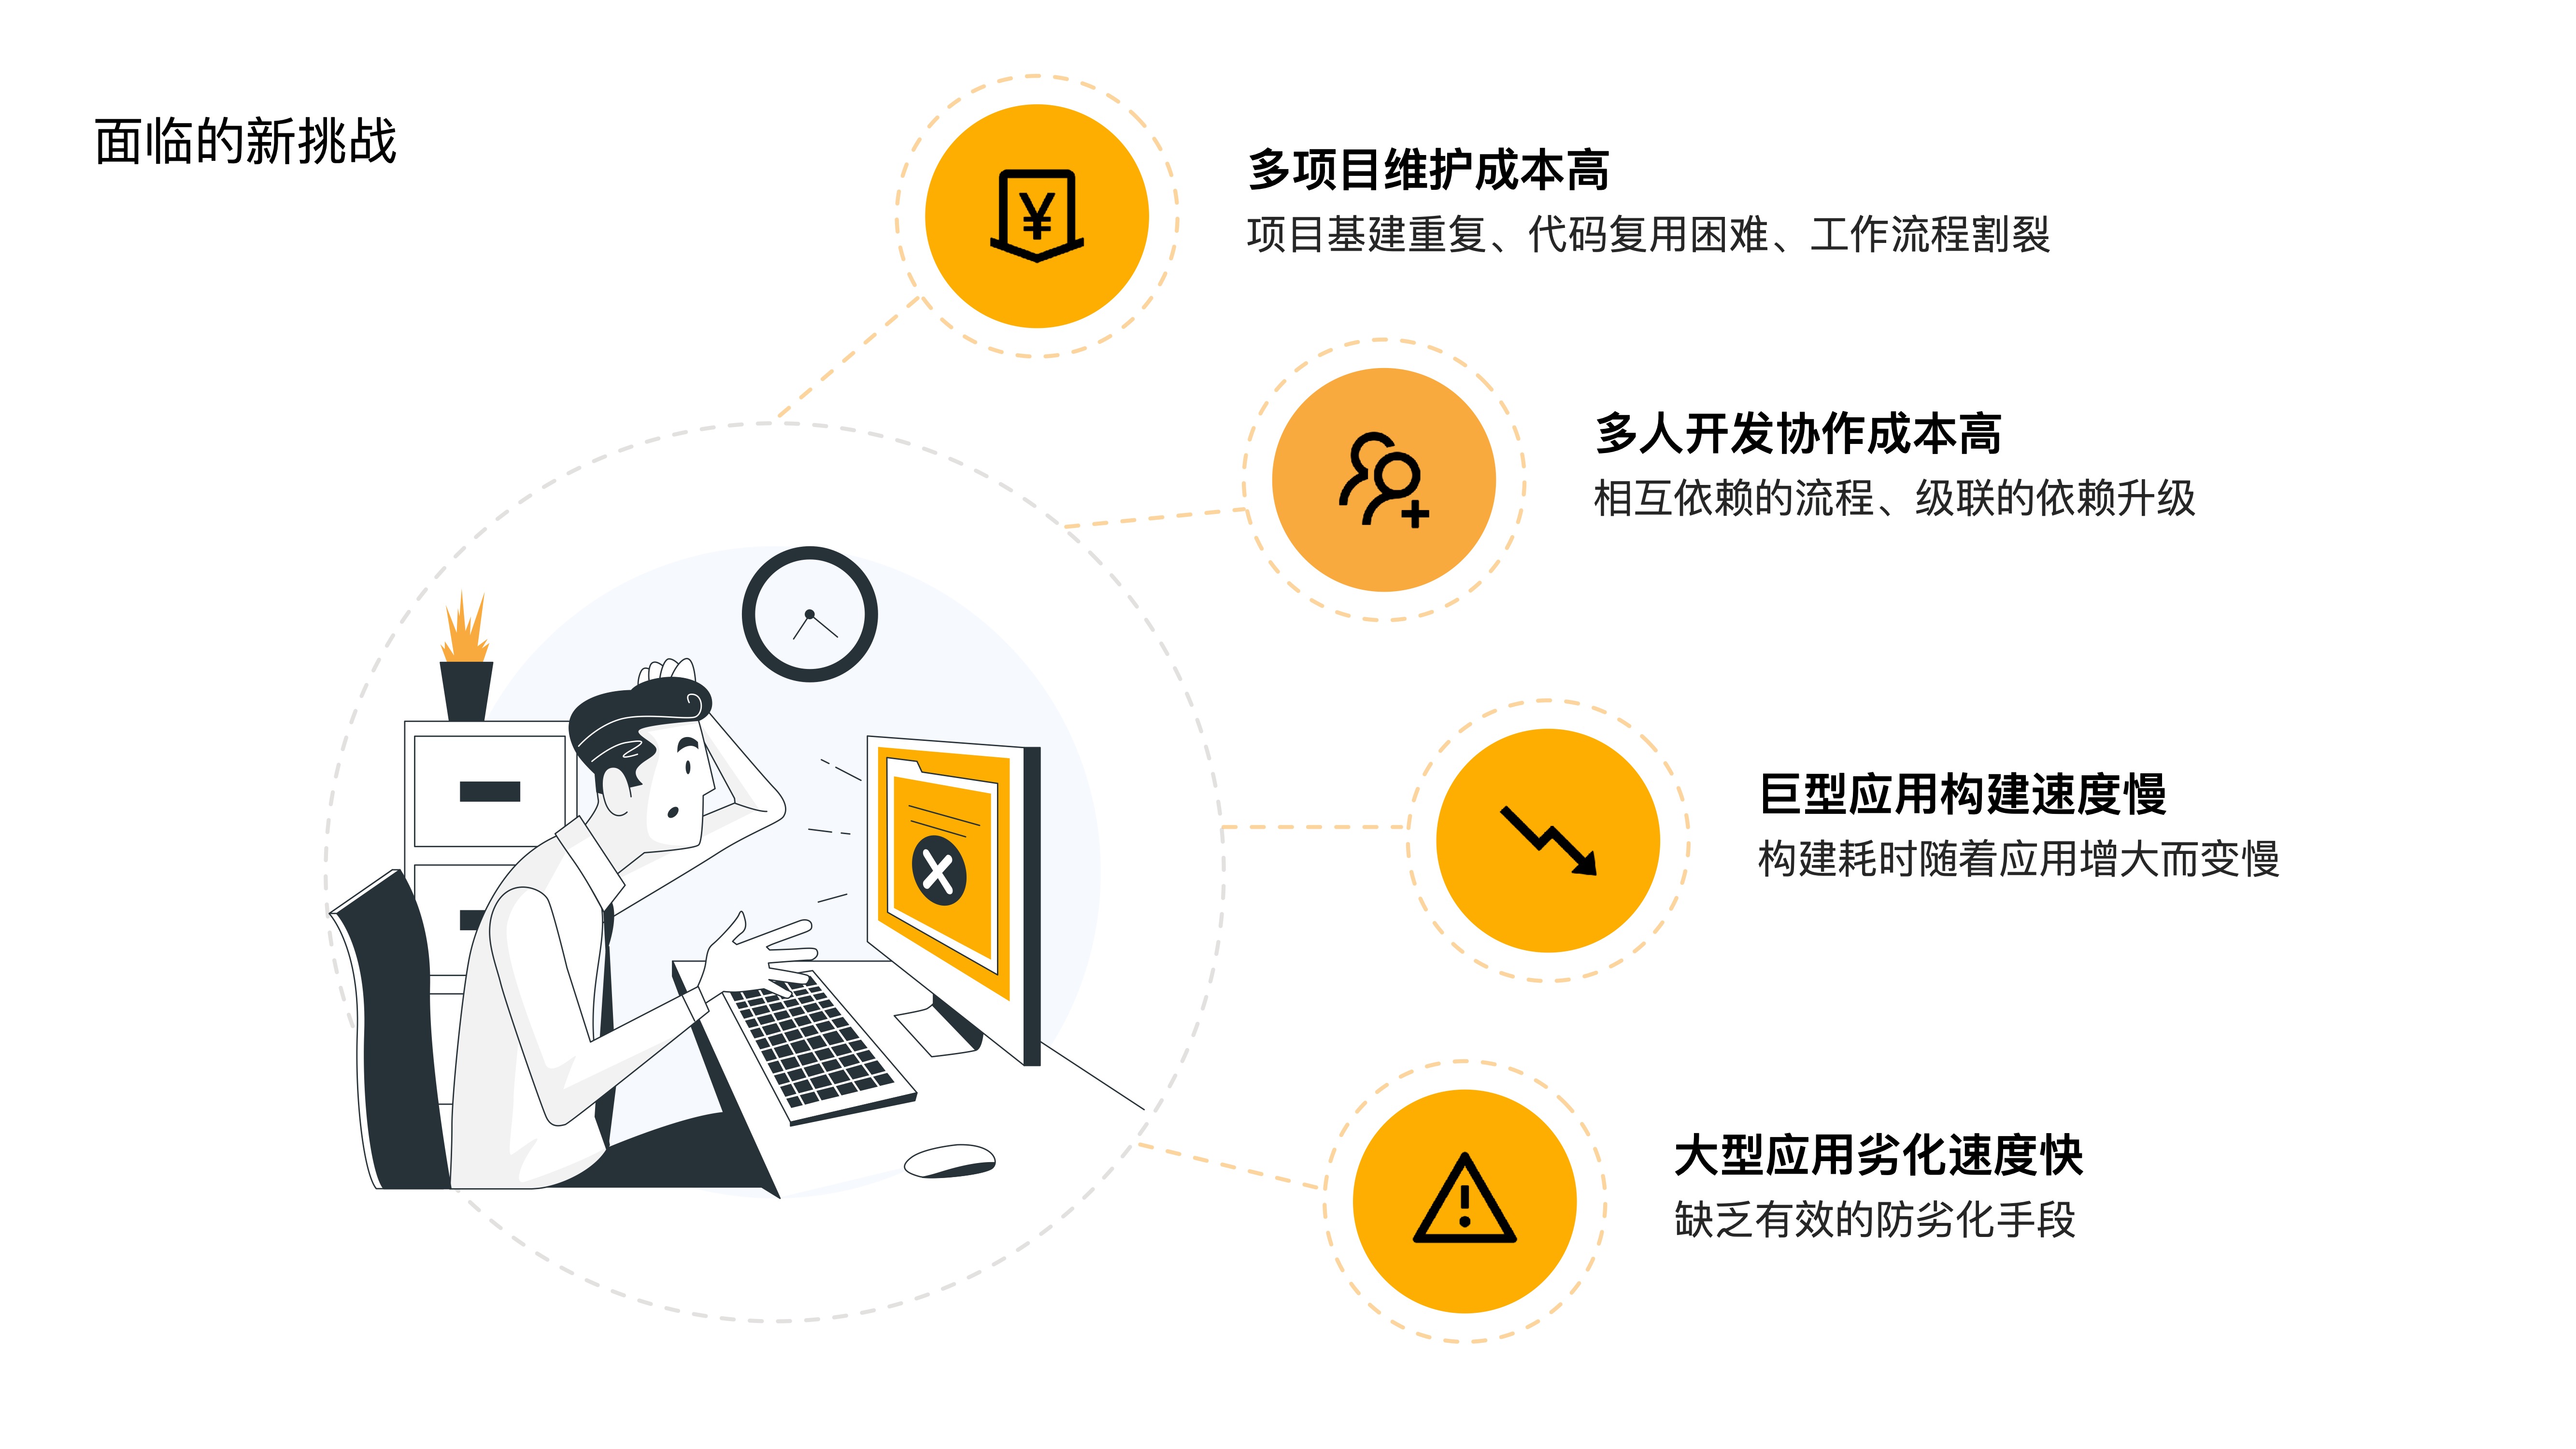 面临的新挑战
多项目维护成本高
项目基建重复、代码复用困难、工作流程割裂
多人开发协作成本高
相互依赖的流程、级联的依赖升级
巨型应用构建速度慢
构建耗时随着应用增大而变慢
大型应用劣化速度快
缺乏有效的防劣化手段